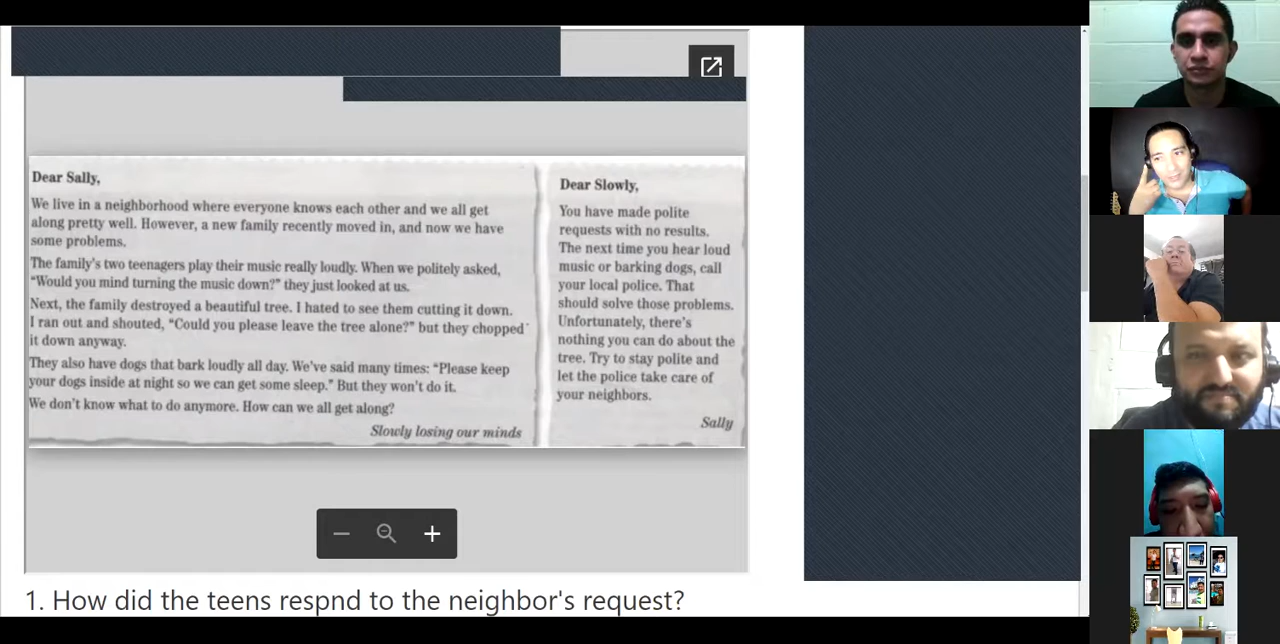 Dear Sally,
We live in a neighborhood where everyone knows each other and we all get
along pretty well. However, a new family recently moved in, and now we have
some problems.
The family's two teenagers play their music really loudly. When we politely asked,
"Would you mind turning the music down?" they just looked at us.
Next, the family destroyed a beautiful tree. I hated to see them cutting it down.
I ran out and shouted, "Could you please leave the tree alone?" but they chopped
it down anyway.
They also have dogs that bark loudly all day. We've said many times: "Please keep
your dogs inside at night so we can get some sleep." But they won't do it.
We don't know what to do anymore. How can we all get along?
Slowly losing our minds
Dear Slowly,
You have made polite
requests with no results.
The next time you hear loud
music or barking dogs, call
your local police. That
should solve those problems.
Unfortunately, there's
nothing you can do about the
tree. Try to stay polite and
let the police take care of
your neighbors.
Sally
1. How did the teens respnd to the neighbor's request?